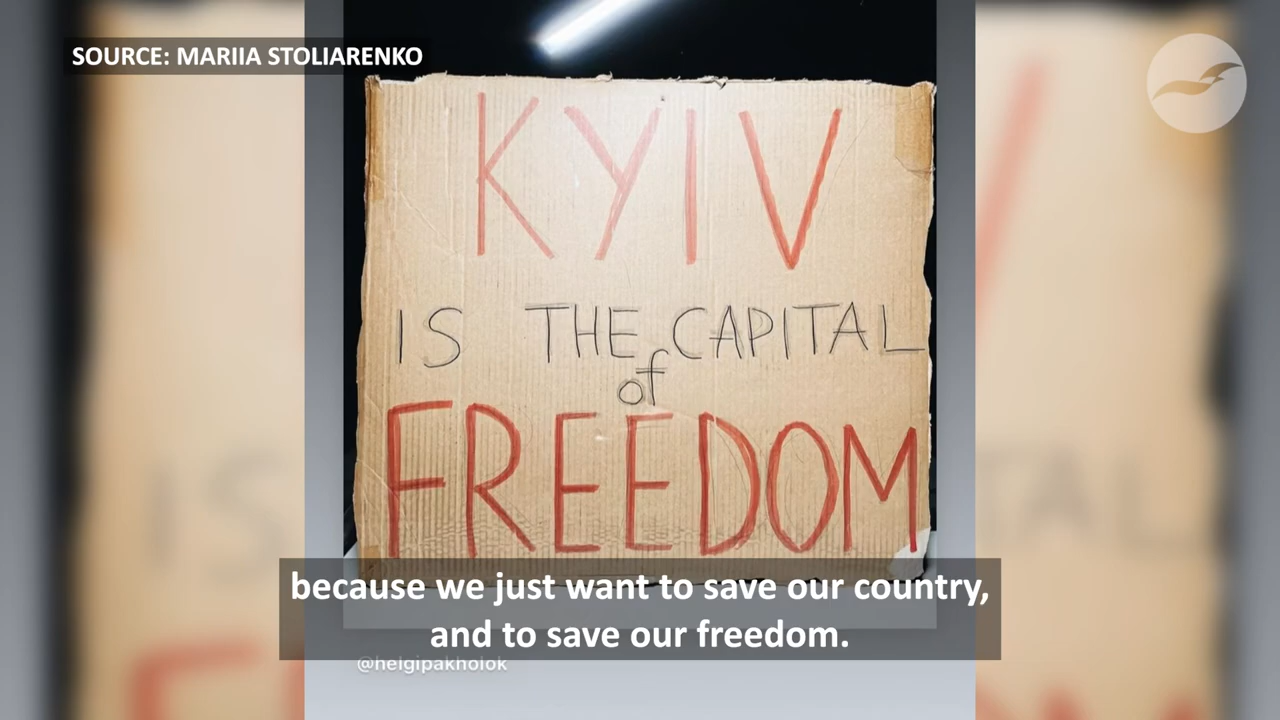 SOURCE: MARIIA STOLIARENKO
KYIV
IS THE CAPITAL
of
FREEDOM
because we just want to save our country,
and to save our freedom.
@helgipakholok